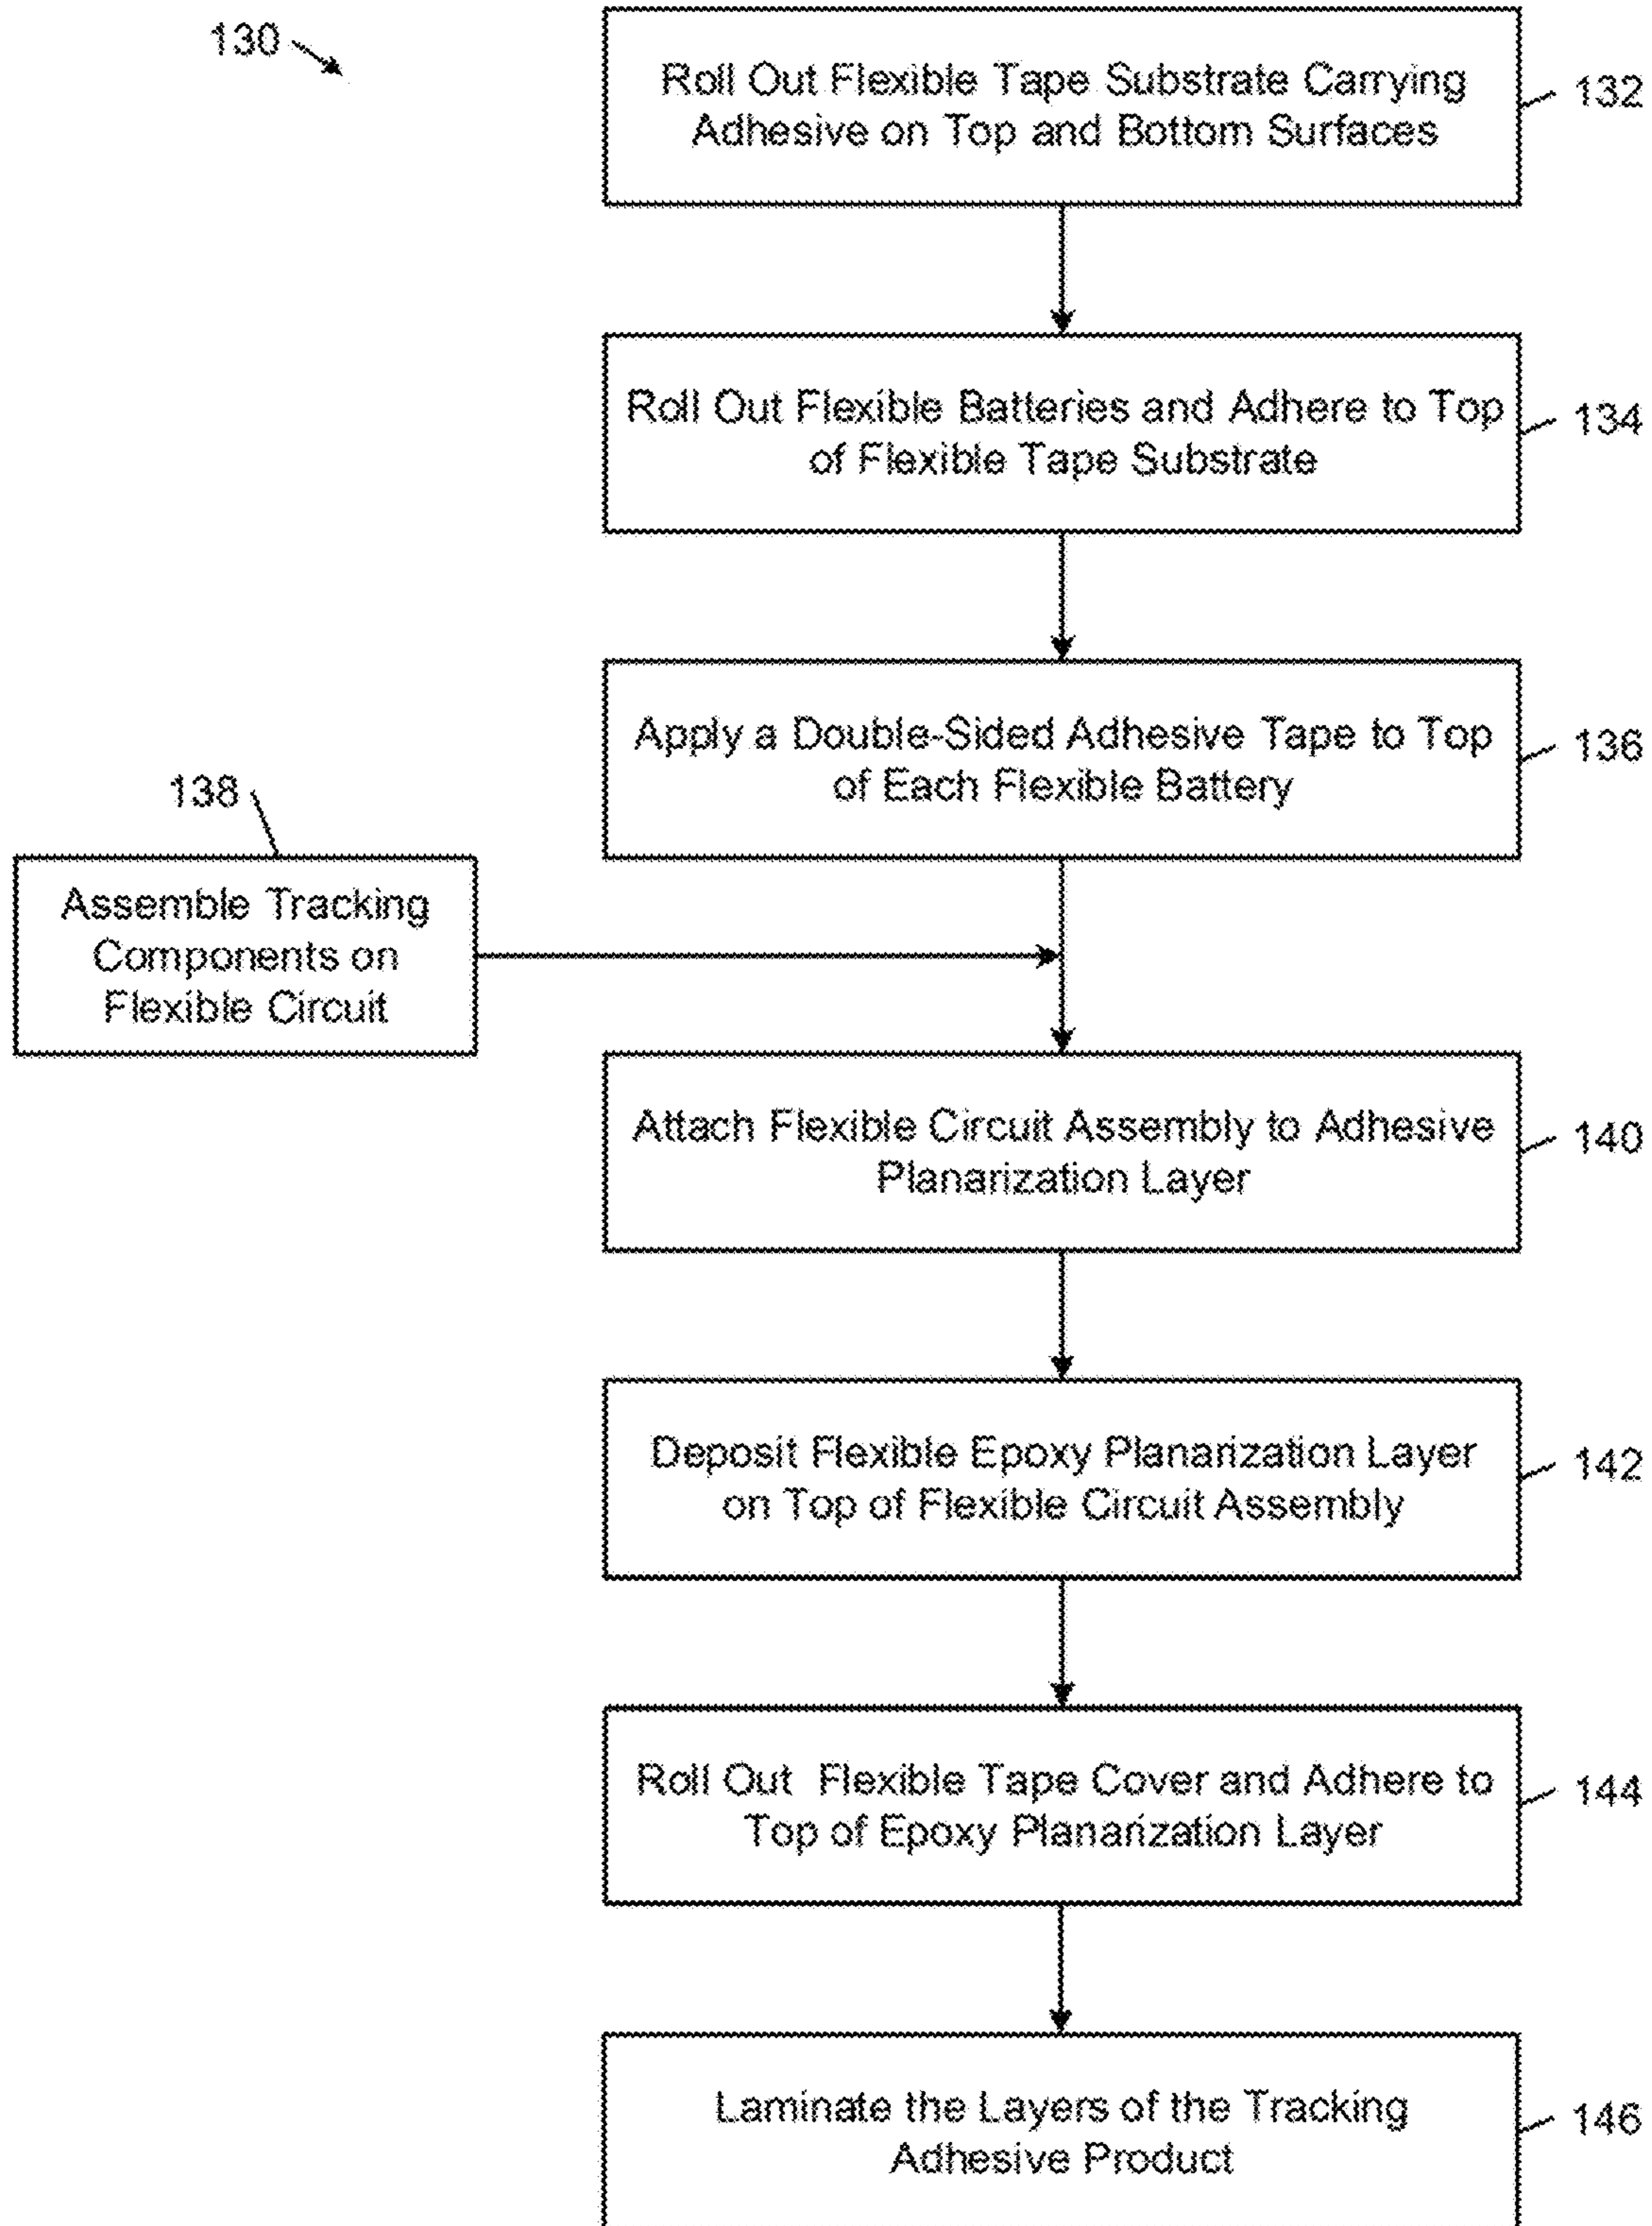 130
Roll Out Flexible Tape Substrate Carrying
Adhesive on Top and Bottom Surfaces
132
Roll Out Flexible Batteries and Adhere to Top
of Flexible Tape Substrate
134
Apply a Double-Sided Adhesive Tape to Top
of Each Flexible Battery
136
138
Assemble Tracking
Components on
Flexible Circuit
Attach Flexible Circuit Assembly to Adhesive
Planarization Layer
140
Deposit Flexible Epoxy Planarization Layer
on Top of Flexible Circuit Assembly
142
Roll Out Flexible Tape Cover and Adhere to
Top of Epoxy Planarization Layer
144
Laminate the Layers of the Tracking
Adhesive Product
146